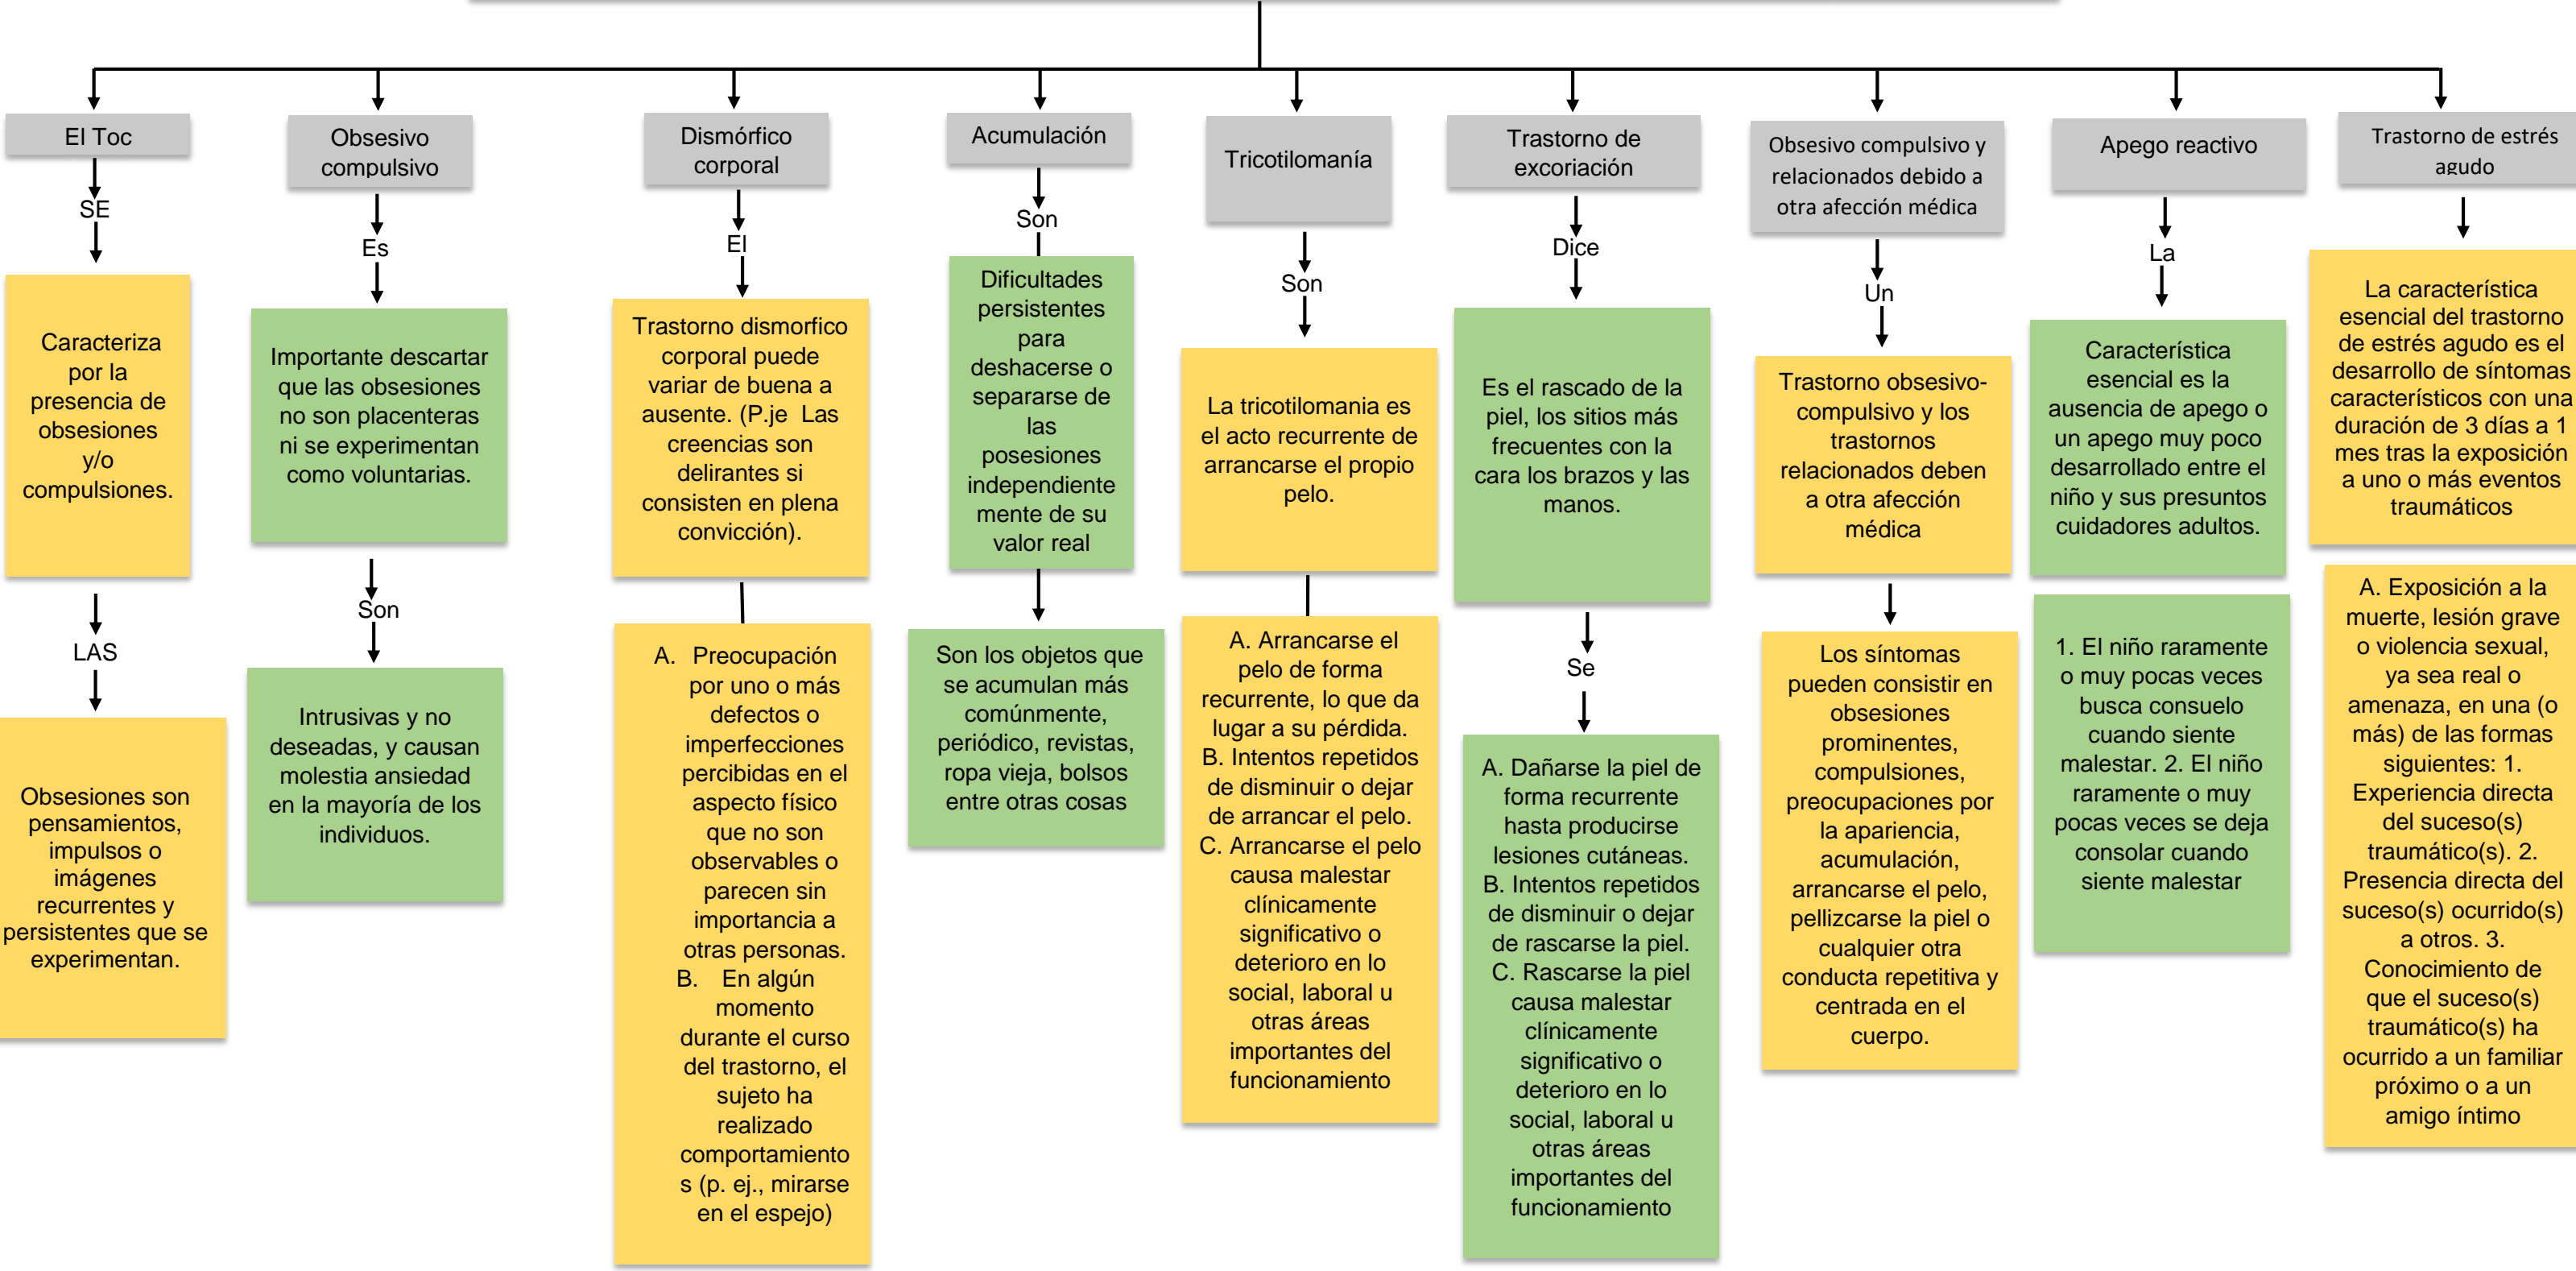 El Toc
SE
Caracteriza
por la
presencia de
obsesiones
y/o
compulsiones.
LAS
Obsesiones son
pensamientos,
impulsos o
imágenes
recurrentes y
persistentes que se
experimentan.
Obsesivo
compulsivo
Es
Importante descartar
que las obsesiones
no son placenteras
ni se experimentan
como voluntarias.
Son
Intrusivas y no
deseadas, y causan
molestia ansiedad
en la mayoría de los
individuos.
Dismórfico
corporal
El
Trastorno dismorfico
corporal puede
variar de buena a
ausente. (P.je Las
creencias son
delirantes si
consisten en plena
convicción).
A. Preocupación
por uno o más
defectos o
imperfecciones
percibidas en el
aspecto físico
que no son
observables o
parecen sin
importancia a
otras personas.
B. En algún
momento
durante el curso
del trastorno, el
sujeto ha
realizado
comportamiento
s (p. ej., mirarse
en el espejo)
Acumulación
Son
Dificultades
persistentes
para
deshacerse o
separarse de
las
posesiones
independiente
mente de su
valor real
Son los objetos que
se acumulan más
comúnmente,
periódico, revistas,
ropa vieja, bolsos
entre otras cosas
Tricotilomanía
Son
La tricotilomania es
el acto recurrente de
arrancarse el propio
pelo.
A. Arrancarse el
pelo de forma
recurrente, lo que da
lugar a su pérdida.
B. Intentos repetidos
de disminuir o dejar
de arrancar el pelo.
C. Arrancarse el pelo
causa malestar
clínicamente
significativo o
deterioro en lo
social, laboral u
otras áreas
importantes del
funcionamiento
Trastorno de
excoriación
Dice
Es el rascado de la
piel, los sitios más
frecuentes con la
cara los brazos y las
manos.
Se
A. Dañarse la piel de
forma recurrente
hasta producirse
lesiones cutáneas.
B. Intentos repetidos
de disminuir o dejar
de rascarse la piel.
C. Rascarse la piel
causa malestar
clínicamente
significativo o
deterioro en lo
social, laboral u
otras áreas
importantes del
funcionamiento
Obsesivo compulsivo y
relacionados debido a
otra afección médica
Un
Trastorno obsesivo-
compulsivo y los
trastornos
relacionados deben
a otra afección
médica
Los síntomas
pueden consistir en
obsesiones
prominentes,
compulsiones,
preocupaciones por
la apariencia,
acumulación,
arrancarse el pelo,
pellizcarse la piel o
cualquier otra
conducta repetitiva y
centrada en el
cuerpo.
Apego reactivo
La
Característica
esencial es la
ausencia de apego o
un apego muy poco
desarrollado entre el
niño y sus presuntos
cuidadores adultos.
1. El niño raramente
o muy pocas veces
busca consuelo
cuando siente
malestar. 2. El niño
raramente o muy
pocas veces se deja
consolar cuando
siente malestar
Trastorno de estrés
agudo
La característica
esencial del trastorno
de estrés agudo es el
desarrollo de síntomas
característicos con una
duración de 3 días a 1
mes tras la exposición
a uno o más eventos
traumáticos
A. Exposición a la
muerte, lesión grave
o violencia sexual,
ya sea real o
amenaza, en una (o
más) de las formas
siguientes: 1.
Experiencia directa
del suceso(s)
traumático(s). 2.
Presencia directa del
suceso(s) ocurrido(s)
a otros. 3.
Conocimiento de
que el suceso(s)
traumático(s) ha
ocurrido a un familiar
próximo o a un
amigo íntimo